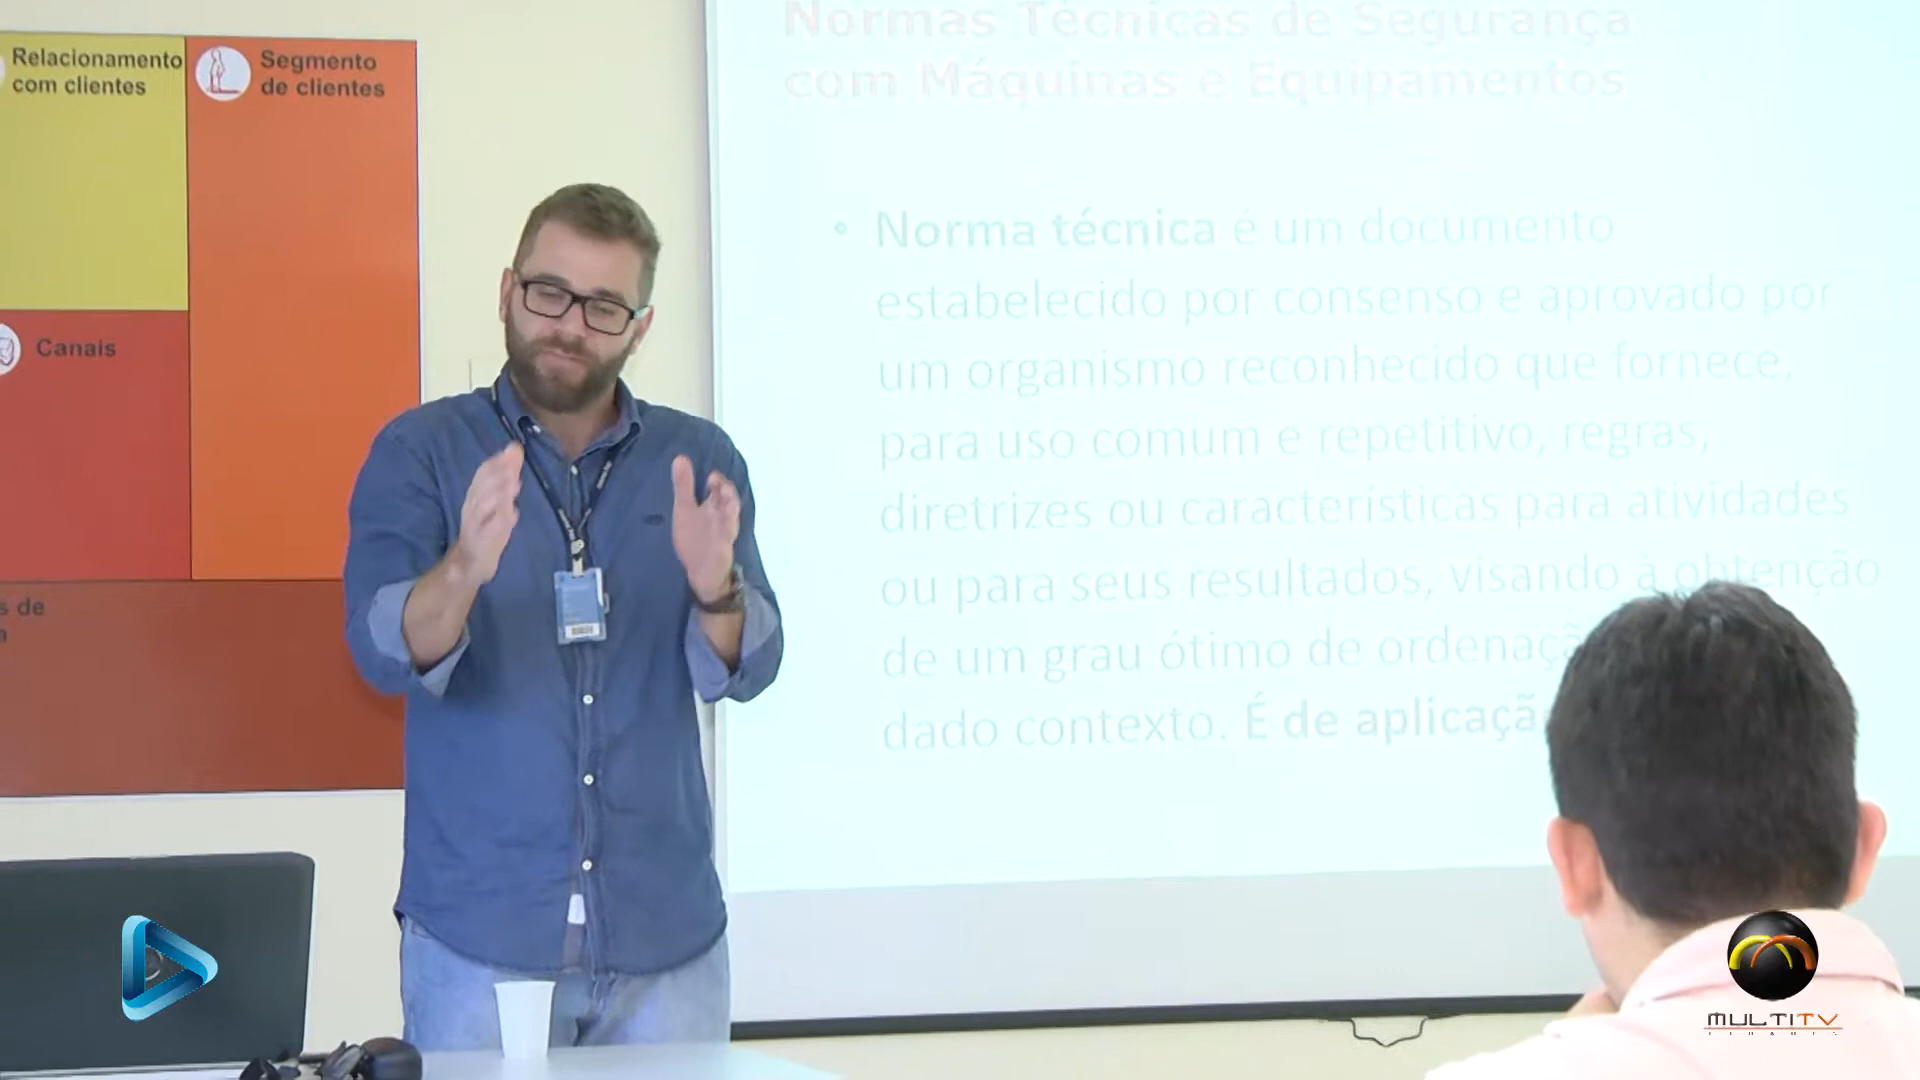 Relacionamento
com clientes
Segmento
de clientes
Canais
s de
a
Normas Técnicas de Segurança
com Máquinas e Equipamentos
• Norma técnica é um documento
estabelecido por consenso e aprovado por
um organismo reconhecido que fornece,
para uso comum e repetitivo, regras,
diretrizes ou características para atividades
ou para seus resultados, visando à obtenção
de um grau ótimo de ordenaçã
dado contexto. É de aplicaçã
MULTITV